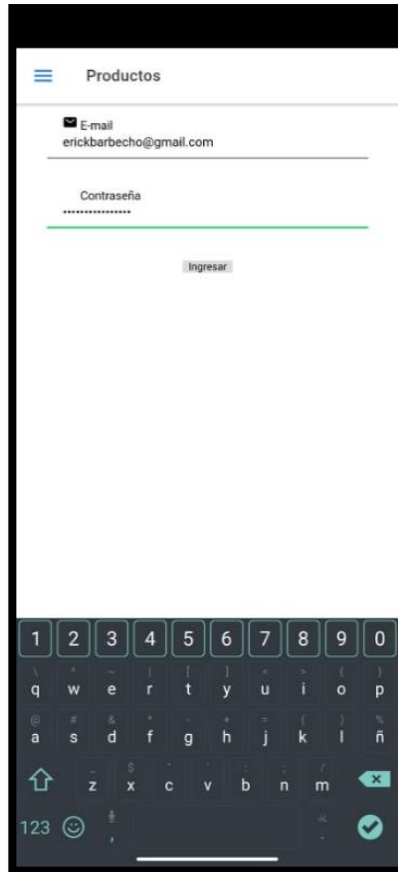 Productos
E-mail
erickbarbecho@gmail.com
Contraseña
••••••••••••••••
Ingresar
1 2 3 4 5 6 7 8 9 0
q w e r t y u i o p
a s d f g h j k l ñ
z x c v b n m
123 , .